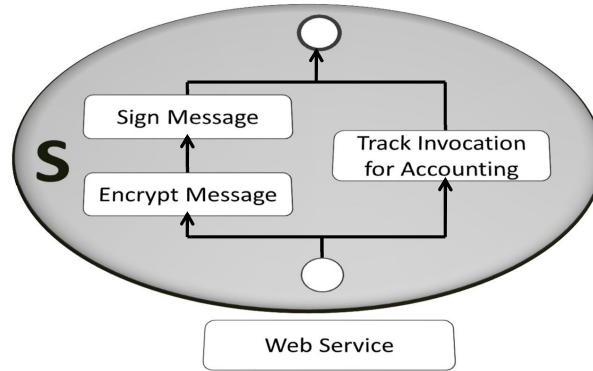 Sign Message
S
Track Invocation
for Accounting
Encrypt Message
Web Service